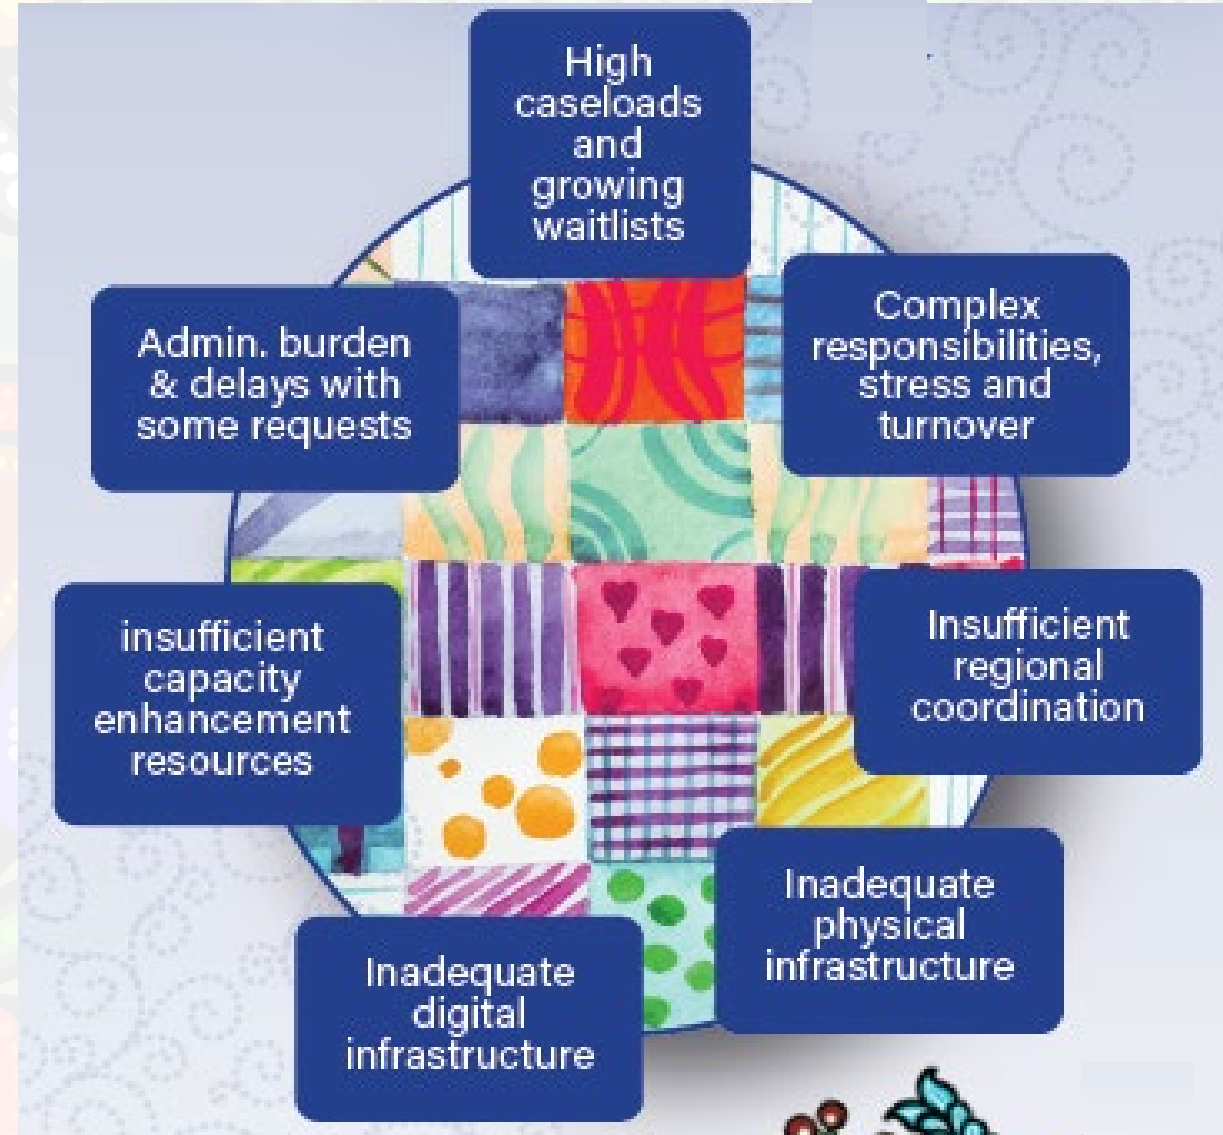 High
caseloads
and
growing
waitlists
Complex
responsibilities,
stress and
turnover
Insufficient
regional
coordination
Inadequate
physical
infrastructure
Inadequate
digital
infrastructure
insufficient
capacity
enhancement
resources
Admin. burden
& delays with
some requests